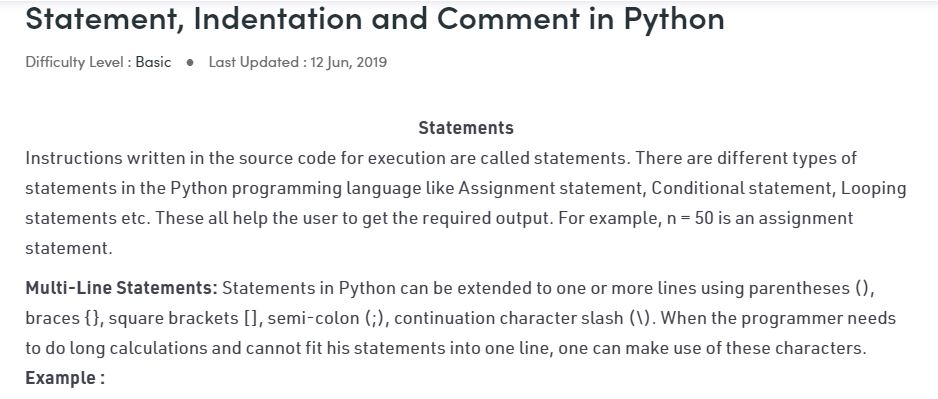 Statement, Indentation and Comment in Python
Difficulty Level : Basic ● Last Updated : 12 Jun, 2019
Statements
Instructions written in the source code for execution are called statements. There are different types of
statements in the Python programming language like Assignment statement, Conditional statement, Looping
statements etc. These all help the user to get the required output. For example, n = 50 is an assignment
statement.
Multi-Line Statements: Statements in Python can be extended to one or more lines using parentheses (),
braces {}, square brackets [], semi-colon (;), continuation character slash (\). When the programmer needs
to do long calculations and cannot fit his statements into one line, one can make use of these characters.
Example :